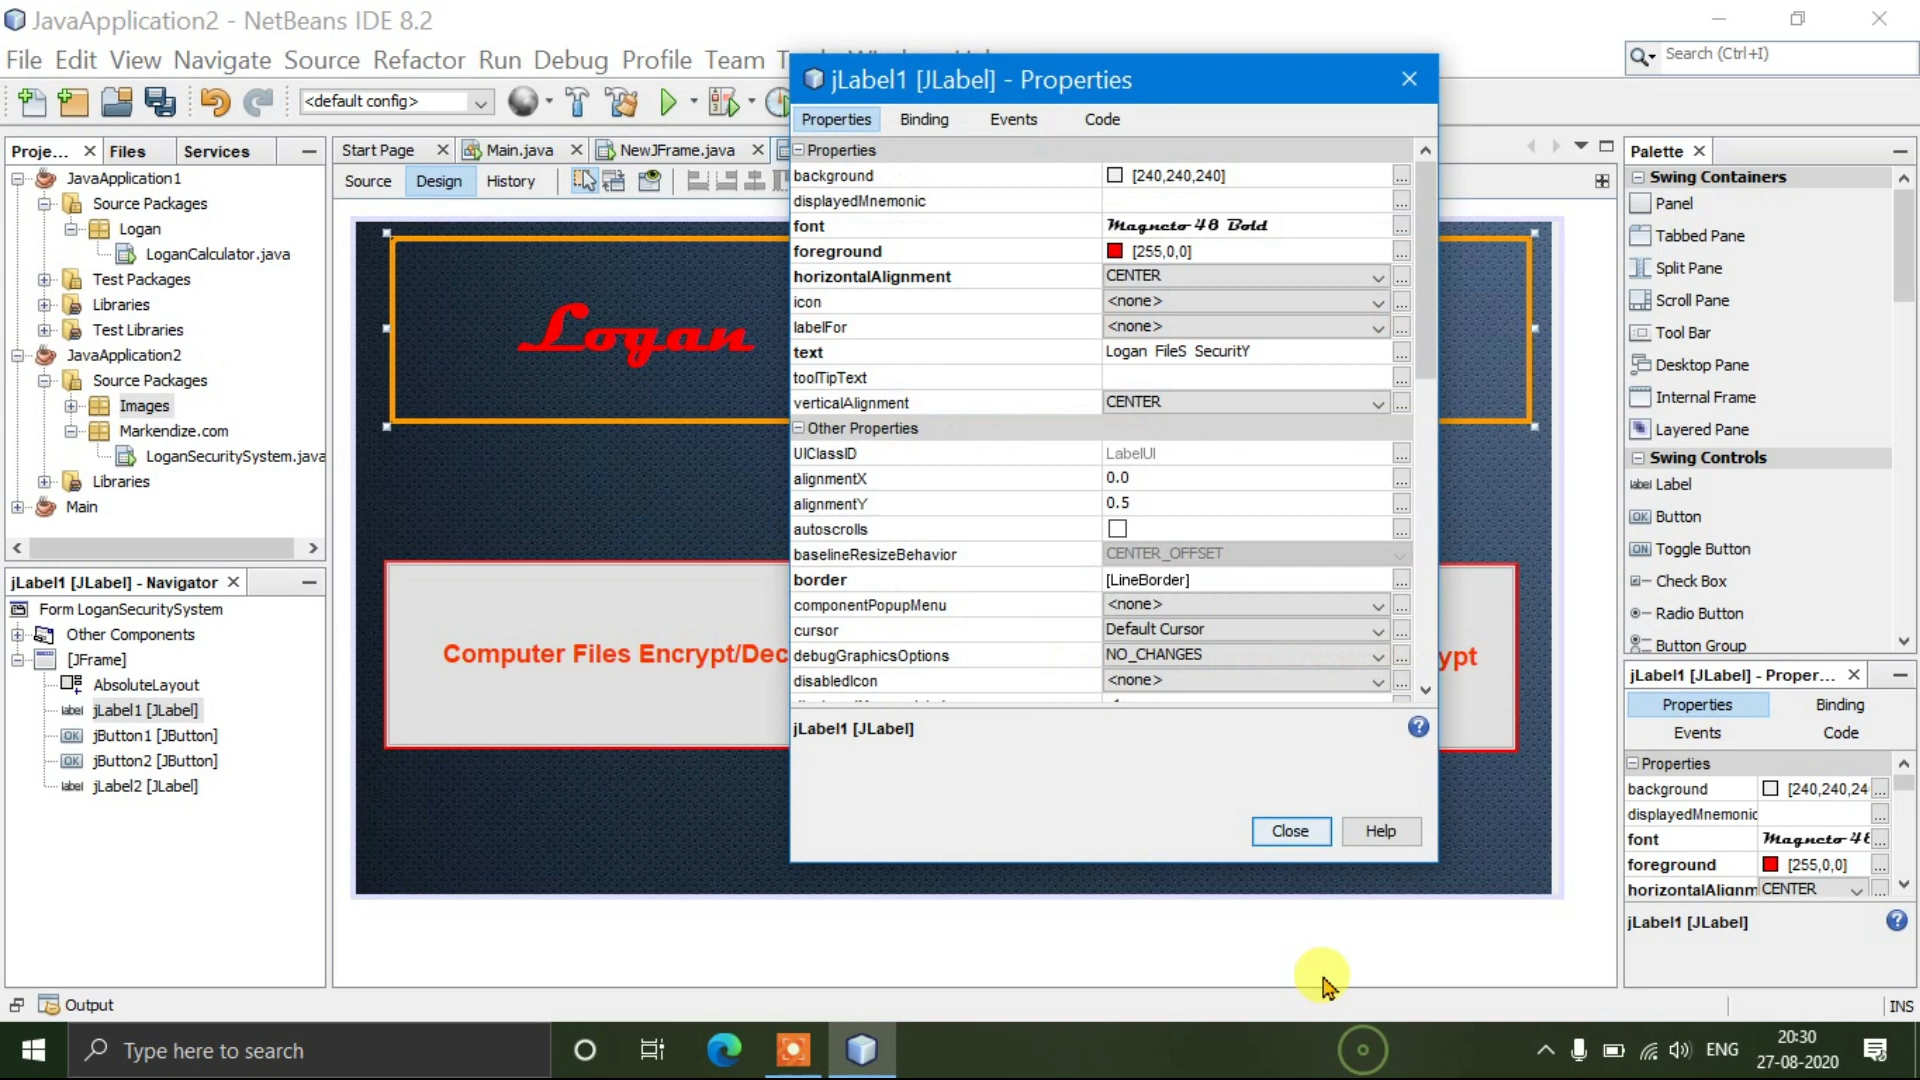 JavaApplication2 - NetBeans IDE 8.2
File Edit View Navigate Source Refactor Run Debug Profile Team
Search (Ctrl+I)
<default config>
jLabel1 [JLabel] - Properties
Properties Binding Events Code
Proje... Files Services
JavaApplication1
Source Packages
Logan
LoganCalculator.java
Test Packages
Libraries
Test Libraries
JavaApplication2
Source Packages
Images
Markendize.com
LoganSecuritySystem.java
Libraries
Main
jLabel1 [JLabel] - Navigator
Form LoganSecuritySystem
Other Components
[JFrame]
AbsoluteLayout
label jLabel1 [JLabel]
OK jButton1 [JButton]
OK jButton2 [JButton]
label jLabel2 [JLabel]
Start Page Main.java NewJFrame.java
Source Design History
Logan
Computer Files Encrypt/Dec
ypt
Properties
background [240,240,240] ...
displayedMnemonic ...
font Magneto 48 Bold ...
foreground [255,0,0] ...
horizontalAlignment CENTER ...
icon <none> ...
labelFor <none> ...
text Logan FileS SecuritY ...
toolTipText ...
verticalAlignment CENTER ...
Other Properties
UIClassID LabelUI ...
alignmentX 0.0 ...
alignmentY 0.5 ...
autoscrolls ...
baselineResizeBehavior CENTER_OFFSET
border [LineBorder] ...
componentPopupMenu <none> ...
cursor Default Cursor ...
debugGraphicsOptions NO_CHANGES ...
disabledIcon <none> ...
jLabel1 [JLabel]
Close Help
Palette
Swing Containers
Panel
Tabbed Pane
Split Pane
Scroll Pane
Tool Bar
Desktop Pane
Internal Frame
Layered Pane
Swing Controls
label Label
OK Button
ON Toggle Button
Check Box
Radio Button
Button Group
jLabel1 [JLabel] - Proper...
Properties Binding
Events Code
Properties
background [240,240,24 ...
displayedMnemonic ...
font Magneto 48 ...
foreground [255,0,0] ...
horizontalAlignm CENTER ...
jLabel1 [JLabel]
Output
INS
Type here to search
ENG
20:30
27-08-2020